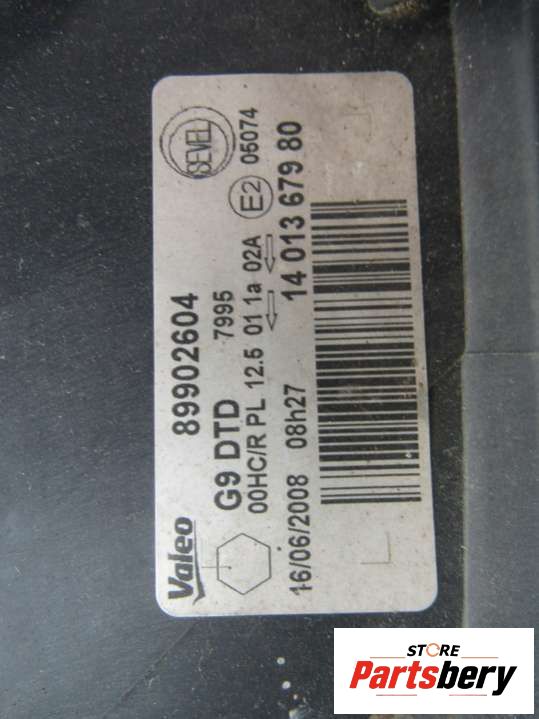 Valeo 89902604 SEVEL
G9 DTD 7995 E2 05074
00HC/R PL 12.5 01 1a 02A
14 013 679 80
16/06/2008 08h27
STORE
Partsbery